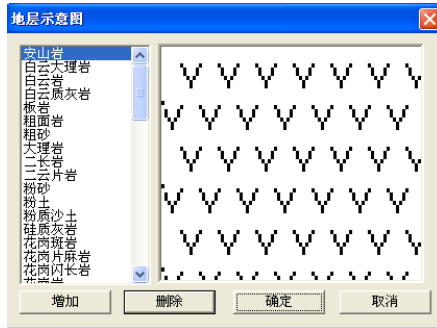 地层示意图
安山岩
白云大理岩
白云岩
白云质灰岩
板岩
粗面岩
粗砂
大理岩
二长岩
二云片岩
粉砂
粉土
粉质沙土
硅质灰岩
花岗斑岩
花岗片麻岩
花岗闪长岩
增加
删除
确定
取消